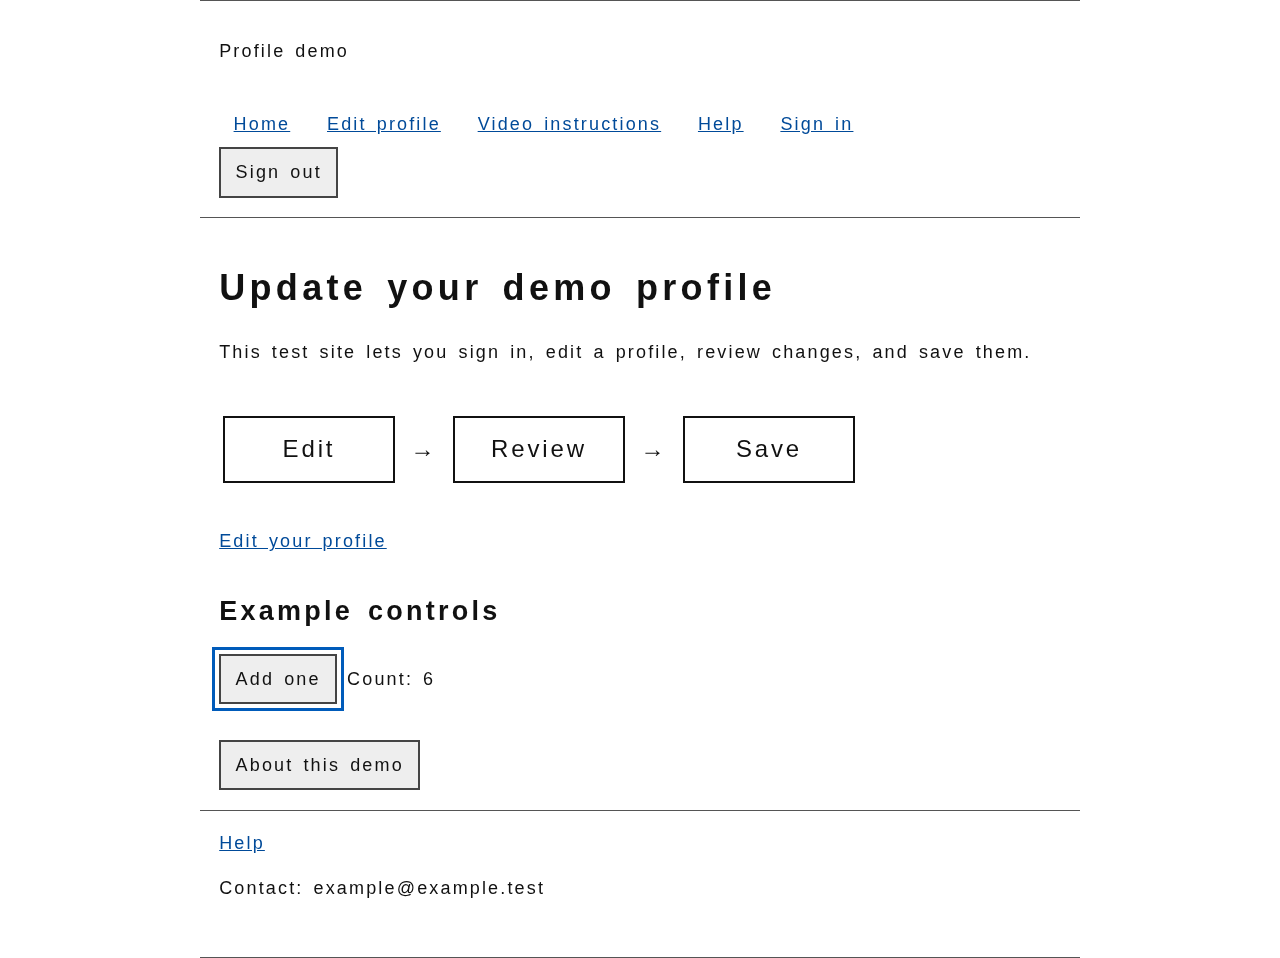 Profile demo
Home Edit profile Video instructions Help Sign in
Sign out
Update your demo profile
This test site lets you sign in, edit a profile, review changes, and save them.
Edit → Review → Save
Edit your profile
Example controls
Add one Count: 6
About this demo
Help
Contact: example@example.test